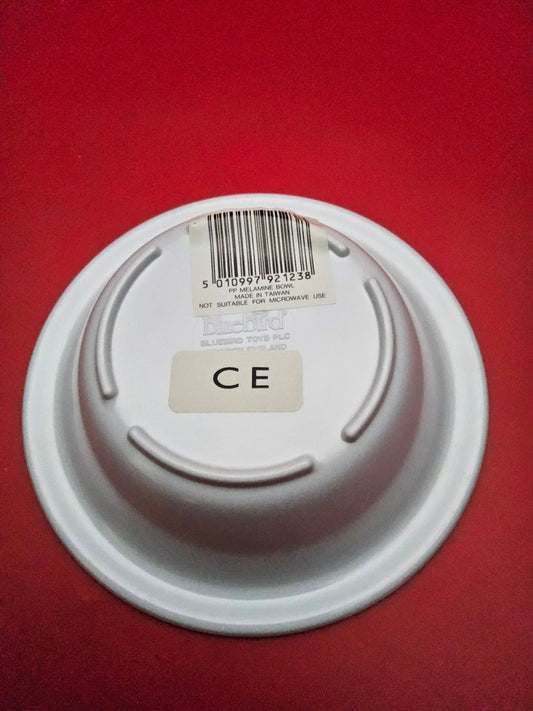 5 010997 921238
PP MELAMINE BOWL
MADE IN TAIWAN
NOT SUITABLE FOR MICROWAVE USE
Bluebird®
BLUEBIRD TOYS PLC
ENGLAND
CE